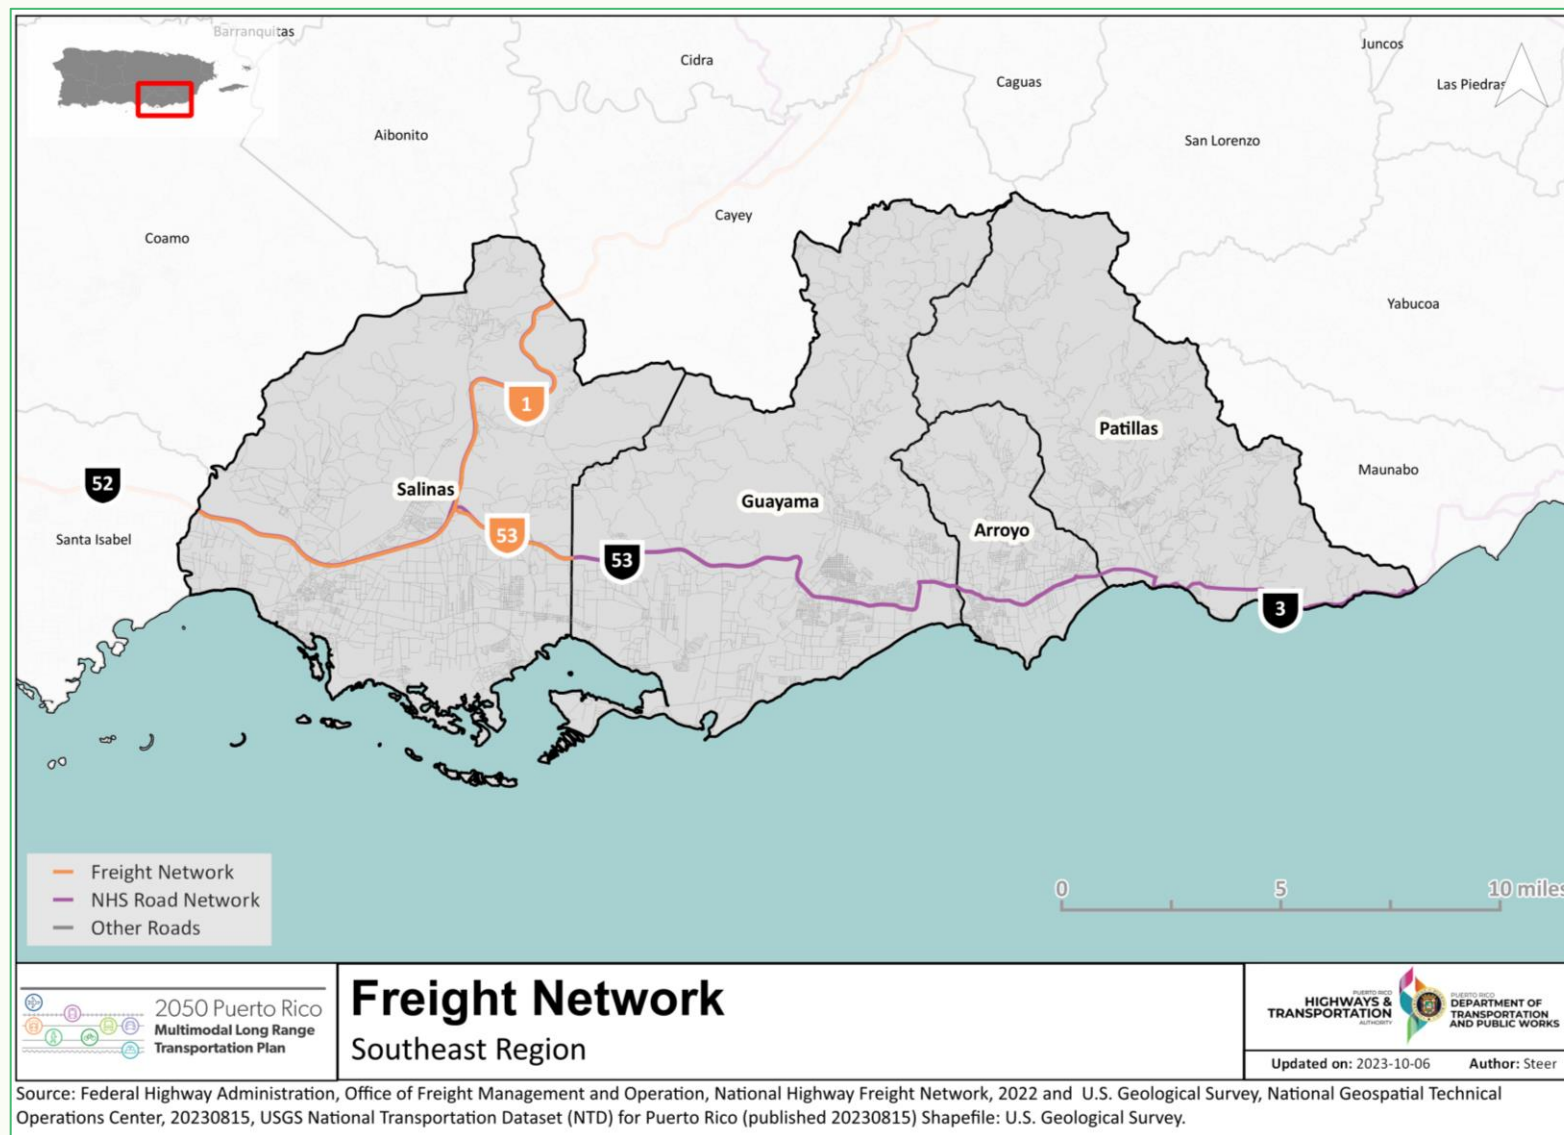 Barranquitas
Juncos
Cidra
Caguas
Las Piedras
Aibonito
San Lorenzo
Cayey
Coamo
Yabucoa
1
Patillas
Maunabo
52
Salinas
Guayama
Santa Isabel
Arroyo
53
53
3
Freight Network
NHS Road Network
Other Roads
0 5 10 miles
2050 Puerto Rico
Multimodal Long Range
Transportation Plan
Freight Network
Southeast Region
PUERTO RICO
HIGHWAYS &
TRANSPORTATION
AUTHORITY
PUERTO RICO
DEPARTMENT OF
TRANSPORTATION
AND PUBLIC WORKS
Updated on: 2023-10-06 Author: Steer
Source: Federal Highway Administration, Office of Freight Management and Operation, National Highway Freight Network, 2022 and U.S. Geological Survey, National Geospatial Technical
Operations Center, 20230815, USGS National Transportation Dataset (NTD) for Puerto Rico (published 20230815) Shapefile: U.S. Geological Survey.